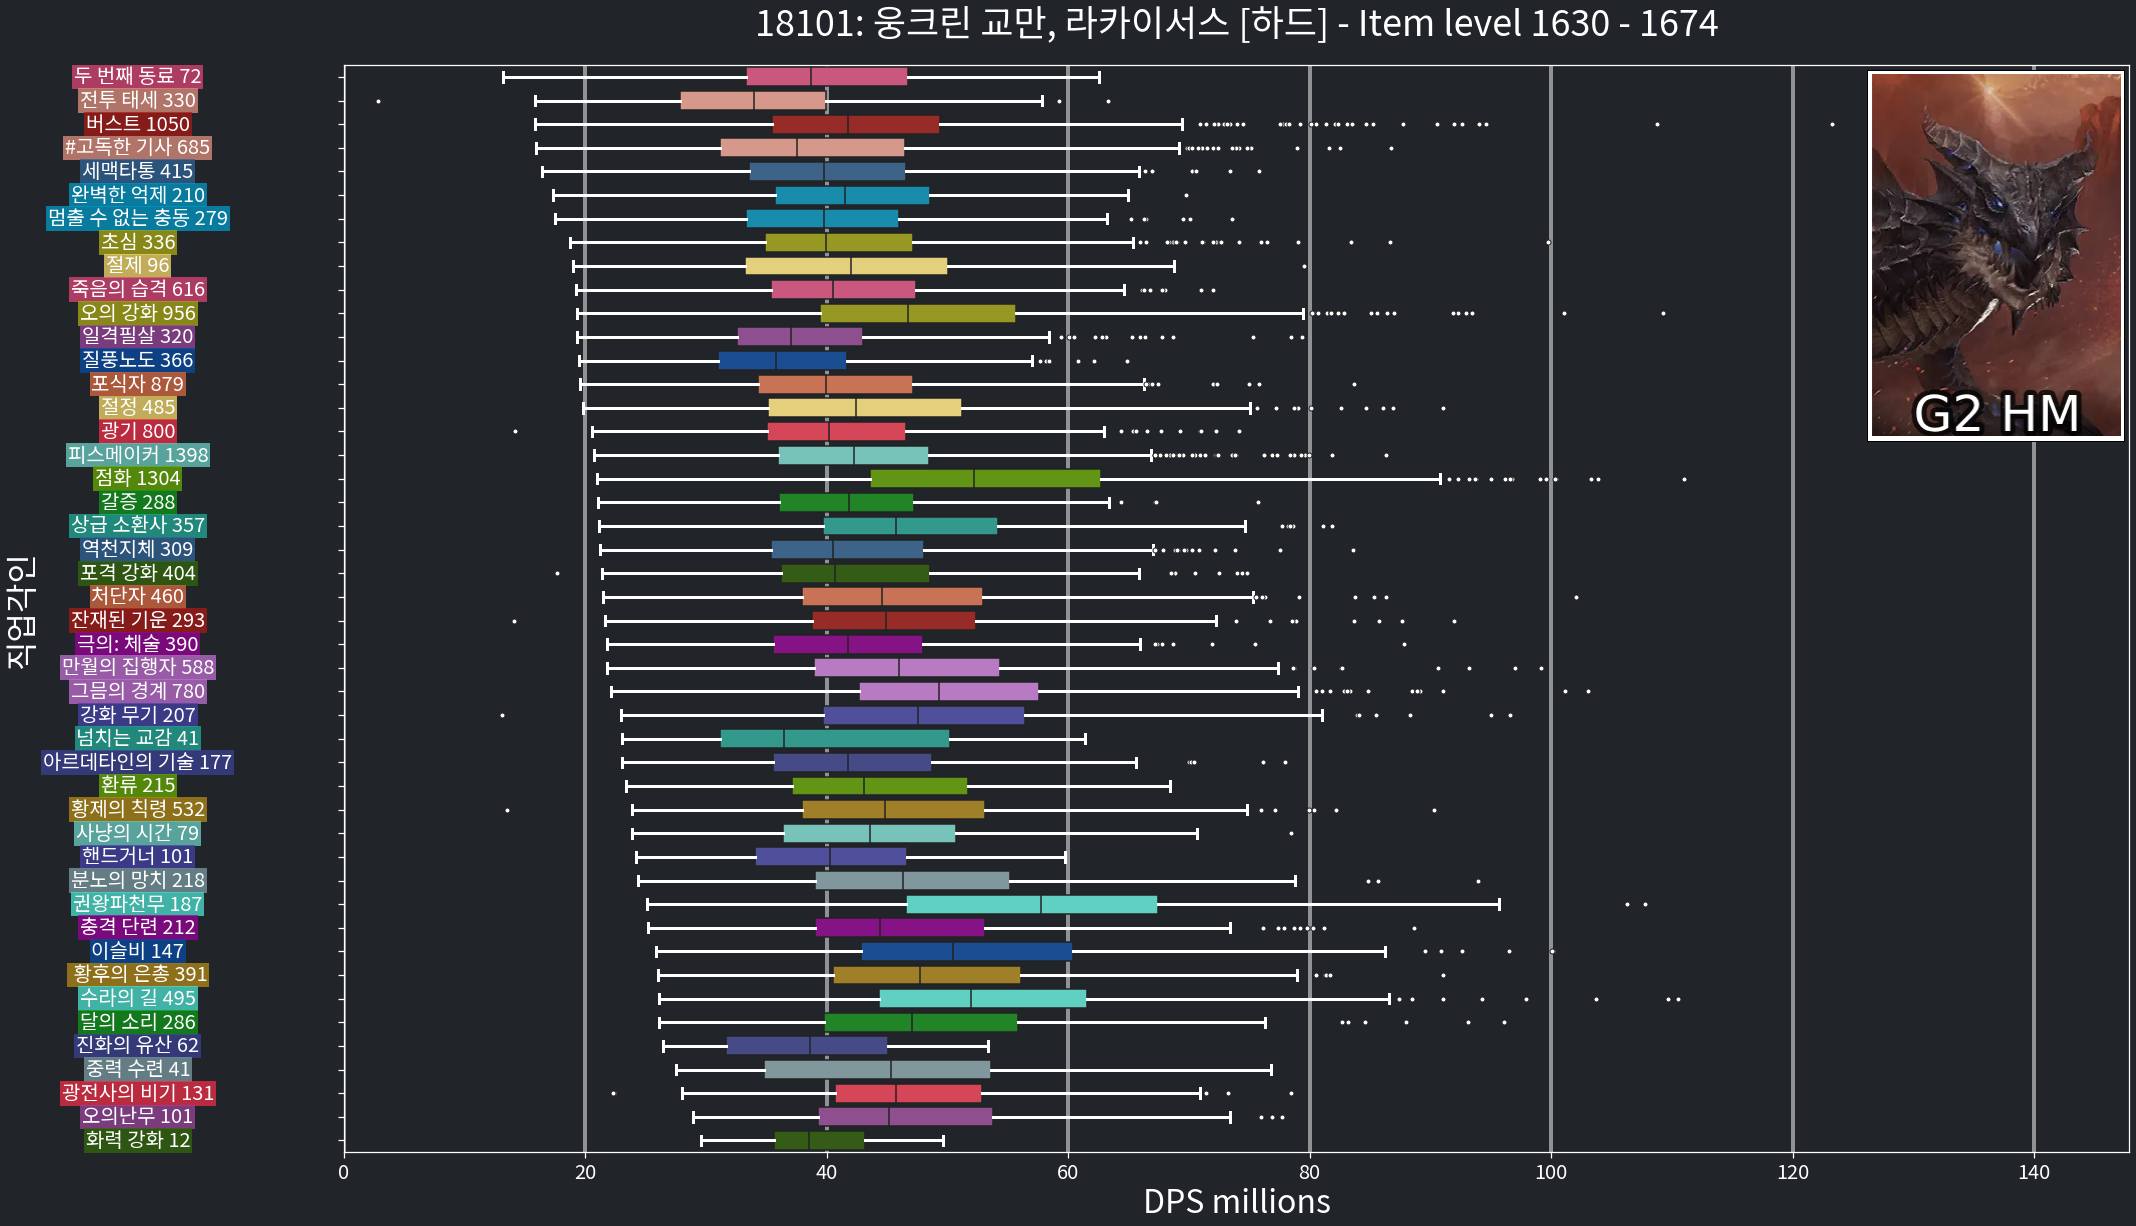 18101: 웅크린 교만, 라카이서스 [하드] - Item level 1630 - 1674
두 번째 동료 72
전투 태세 330
버스트 1050
#고독한 기사 685
세맥타통 415
완벽한 억제 210
멈출 수 없는 충동 279
초심 336
절제 96
죽음의 습격 616
오의 강화 956
일격필살 320
질풍노도 366
포식자 879
절정 485
광기 800
피스메이커 1398
점화 1304
갈증 288
상급 소환사 357
역천지체 309
포격 강화 404
처단자 460
잔재된 기운 293
극의: 체술 390
만월의 집행자 588
그믐의 경계 780
강화 무기 207
넘치는 교감 41
아르데타인의 기술 177
환류 215
황제의 칙령 532
사냥의 시간 79
핸드거너 101
분노의 망치 218
권왕파천무 187
충격 단련 212
이슬비 147
황후의 은총 391
수라의 길 495
달의 소리 286
진화의 유산 62
중력 수련 41
광전사의 비기 131
오의난무 101
화력 강화 12
직업각인
G2 HM
0 20 40 60 80 100 120 140
DPS millions